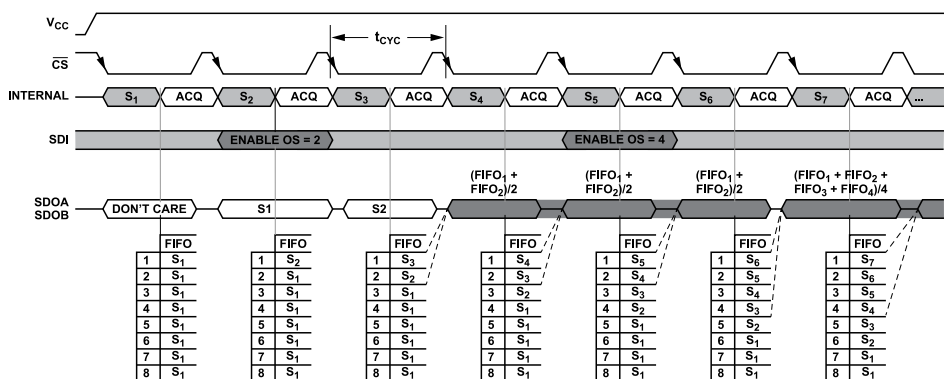 VCC
tCYC
CS
INTERNAL S1 ACQ S2 ACQ S3 ACQ S4 ACQ S5 ACQ S6 ACQ S7 ACQ ...
SDI ENABLE OS = 2 ENABLE OS = 4
(FIFO1 + (FIFO1 + (FIFO1 + (FIFO1 + FIFO2 +
FIFO2)/2 FIFO2)/2 FIFO2)/2 FIFO3 + FIFO4)/4
SDOA
SDOB
DON'T CARE S1 S2
FIFO FIFO FIFO FIFO FIFO FIFO FIFO
1 S1 1 S2 1 S3 1 S4 1 S5 1 S6 1 S7
2 S1 2 S1 2 S2 2 S3 2 S4 2 S5 2 S6
3 S1 3 S1 3 S1 3 S2 3 S3 3 S4 3 S5
4 S1 4 S1 4 S1 4 S1 4 S2 4 S3 4 S4
5 S1 5 S1 5 S1 5 S1 5 S1 5 S2 5 S3
6 S1 6 S1 6 S1 6 S1 6 S1 6 S1 6 S2
7 S1 7 S1 7 S1 7 S1 7 S1 7 S1 7 S1
8 S1 8 S1 8 S1 8 S1 8 S1 8 S1 8 S1